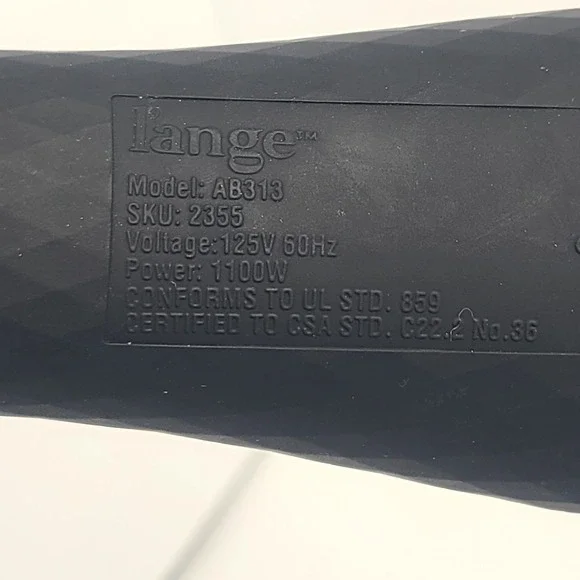 l'ange™
Model: AB313
SKU: 2355
Voltage:125V 60Hz
Power: 1100W
CONFORMS TO UL STD. 859
CERTIFIED TO CSA STD. C22.2 No.36